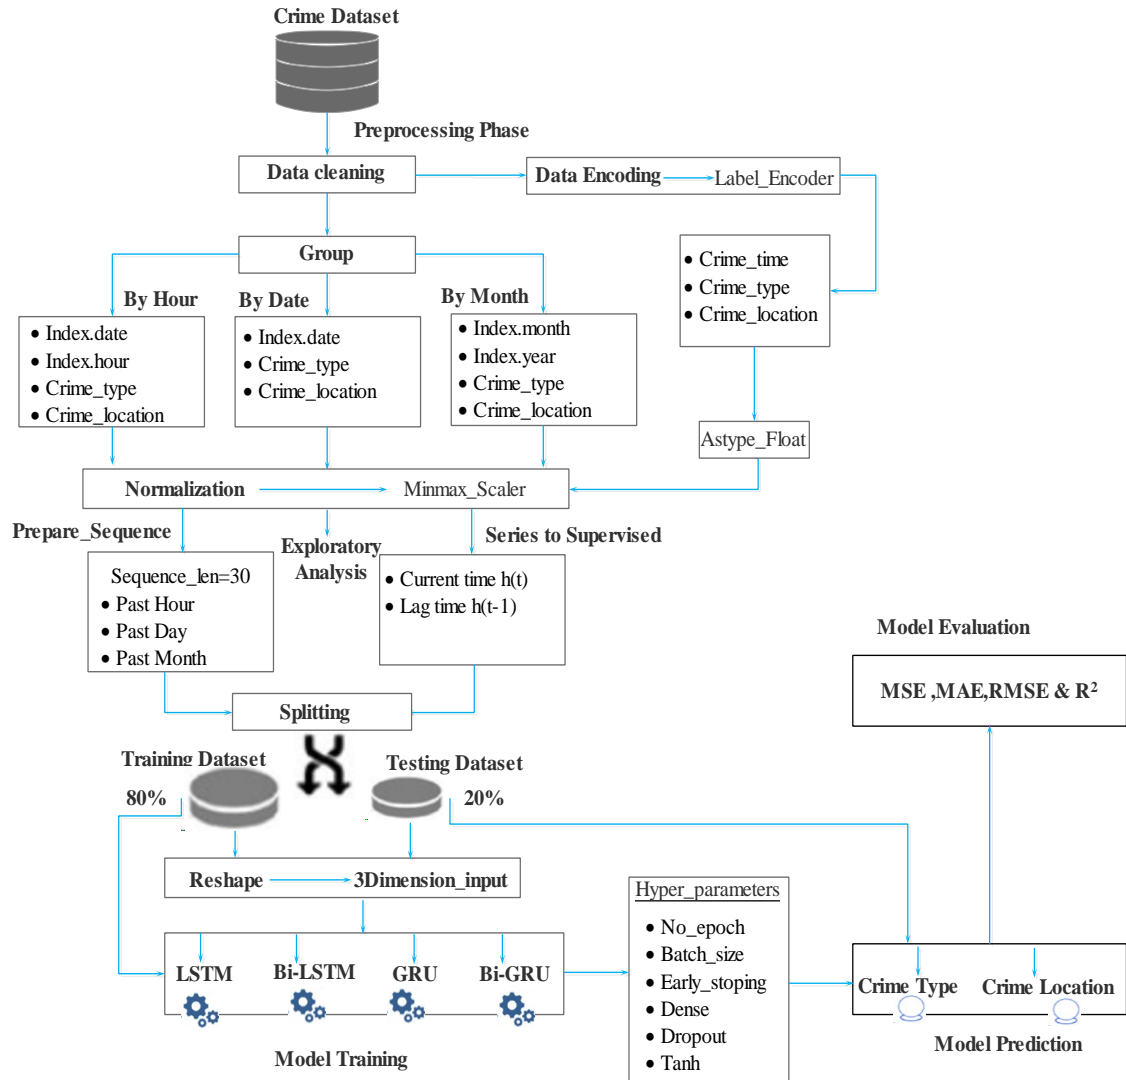 Crime Dataset
Preprocessing Phase
Data cleaning
Data Encoding
Label_Encoder
Group
• Crime_time
• Crime_type
• Crime_location
By Hour
By Date
By Month
• Index.date
• Index.hour
• Crime_type
• Crime_location
• Index.date
• Crime_type
• Crime_location
• Index.month
• Index.year
• Crime_type
• Crime_location
Astype_Float
Normalization
Minmax_Scaler
Prepare_Sequence
Exploratory
Analysis
Series to Supervised
Sequence_len=30
• Past Hour
• Past Day
• Past Month
• Current time h(t)
• Lag time h(t-1)
Model Evaluation
MSE ,MAE,RMSE & R²
Splitting
Training Dataset
80%
Testing Dataset
20%
Reshape
3Dimension_input
Hyper_parameters
• No_epoch
• Batch_size
• Early_stoping
• Dense
• Dropout
• Tanh
LSTM
Bi-LSTM
GRU
Bi-GRU
Model Training
Crime Type
Crime Location
Model Prediction